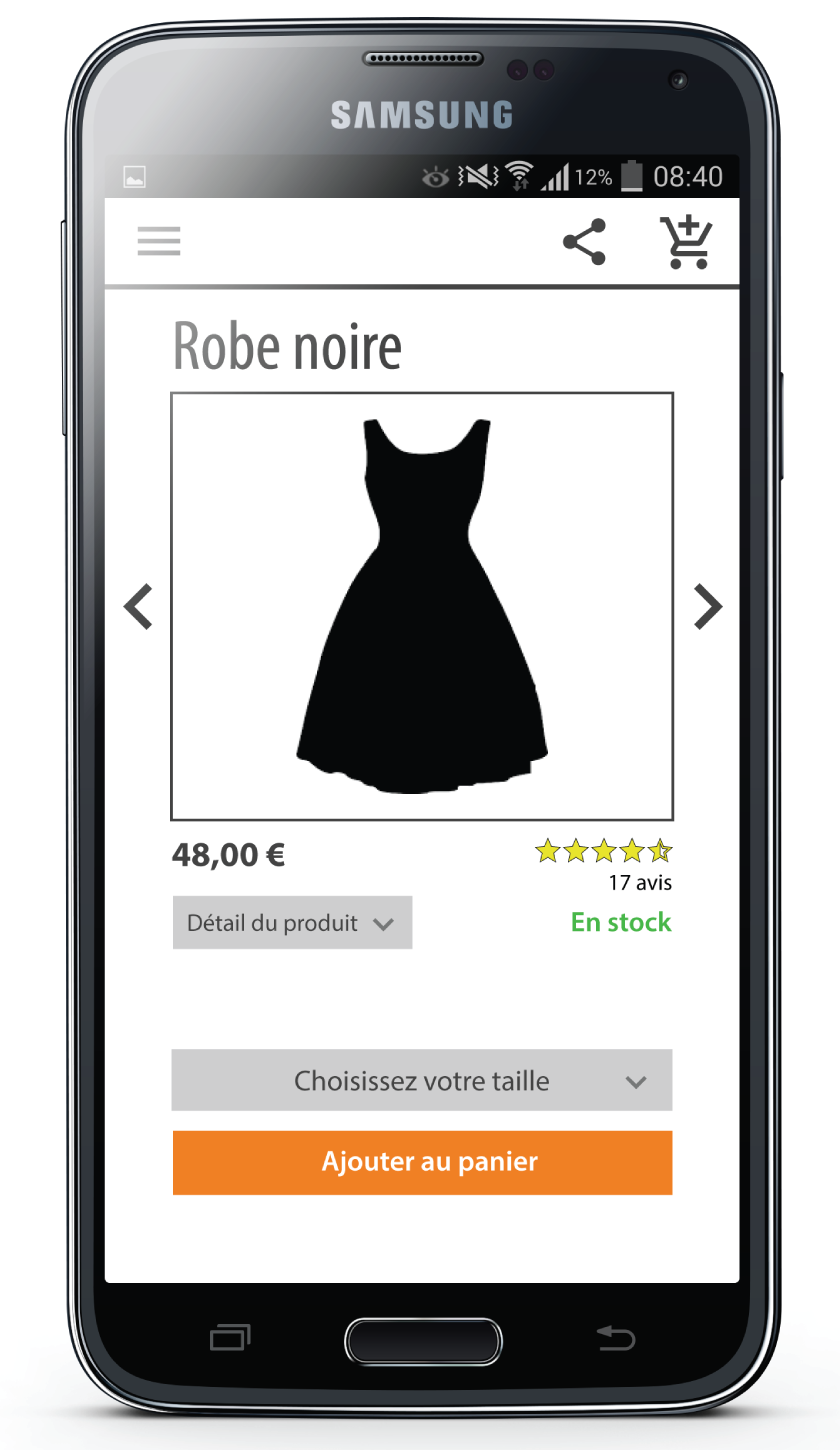 SAMSUNG
12% 08:40
Robe noire
48,00 €
17 avis
Détail du produit
En stock
Choisissez votre taille
Ajouter au panier